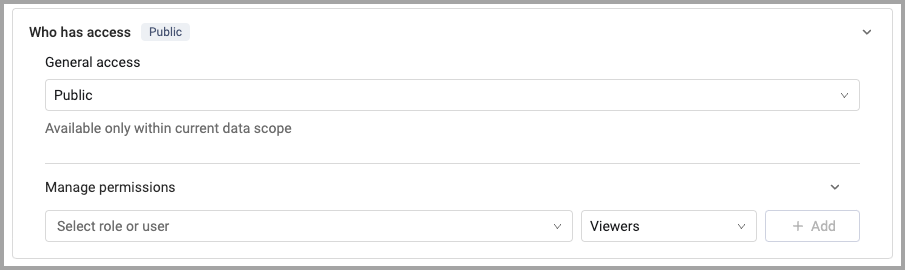 Who has access Public
General access
Public
Available only within current data scope
Manage permissions
Select role or user Viewers + Add